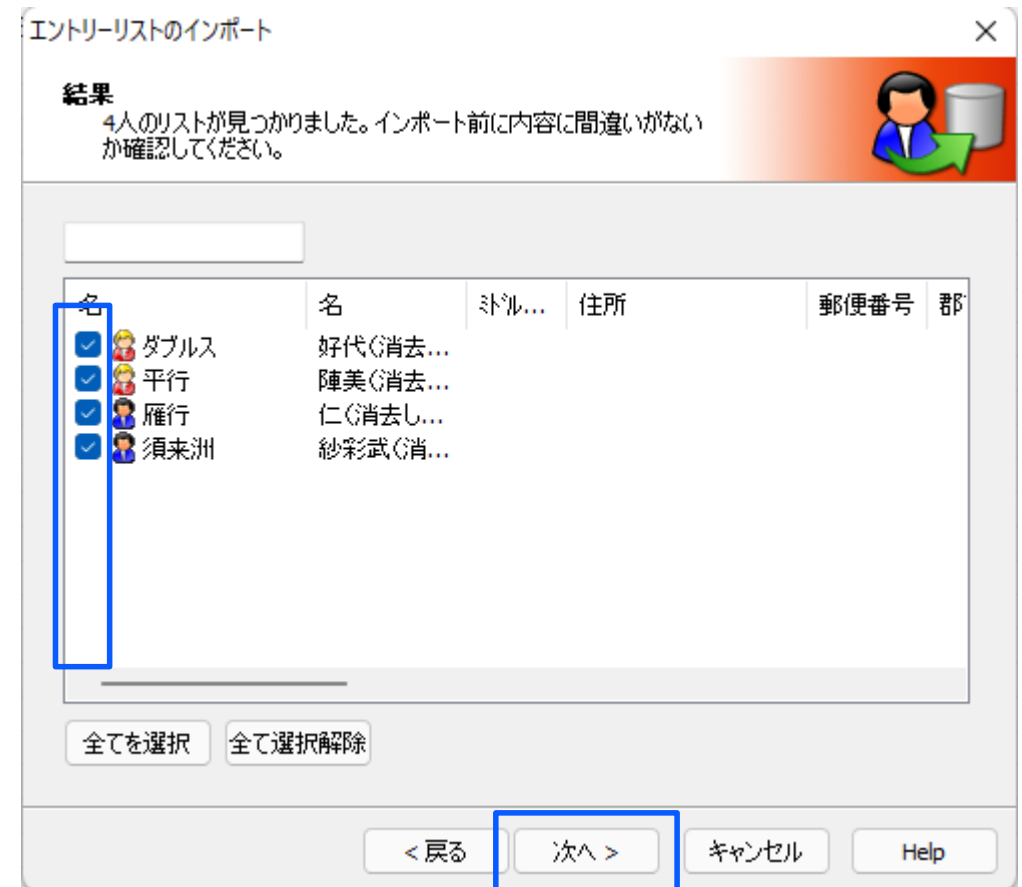 エントリーリストのインポート
結果
4人のリストが見つかりました。インポート前に内容に間違いがない
か確認してください。
名 名 ﾐﾄﾞﾙ... 住所 郵便番号 郡
ダブルス 好代(消去...
平行 陣美(消去...
雁行 仁(消去し...
須来洲 紗彩武(消...
全てを選択 全て選択解除
< 戻る 次へ > キャンセル Help